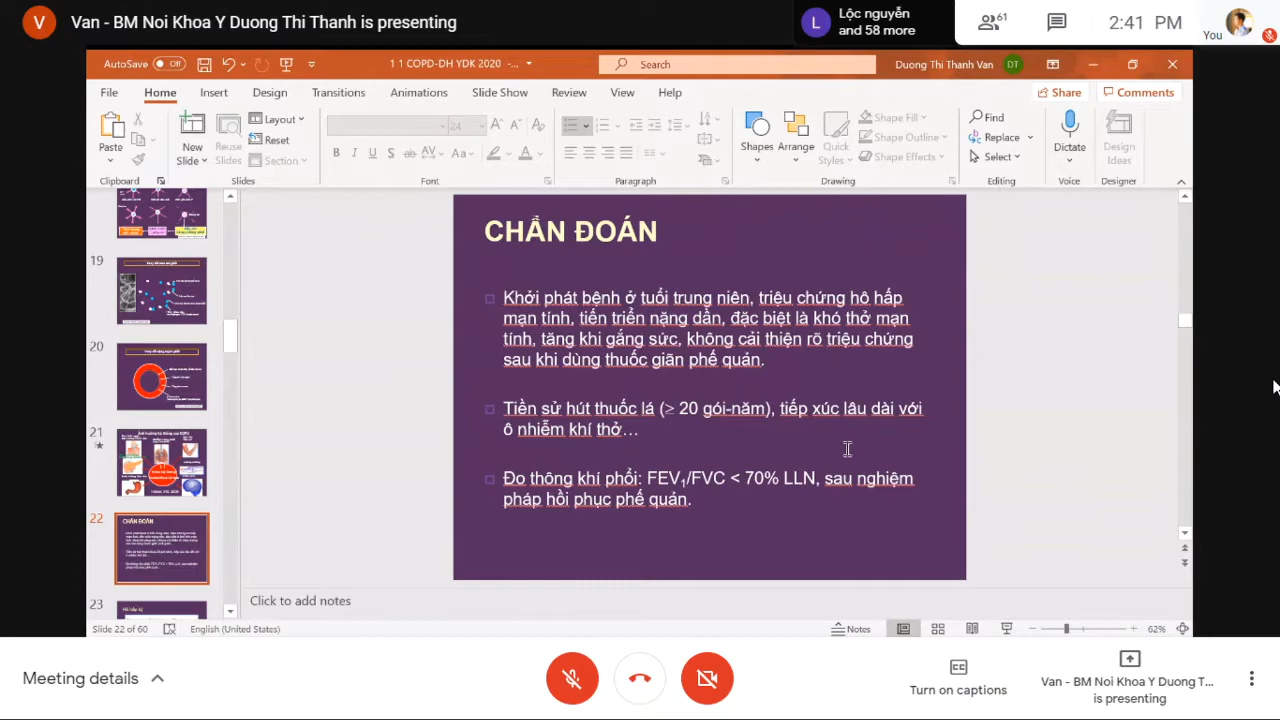 V
Van - BM Noi Khoa Y Duong Thi Thanh is presenting
L
Lộc nguyễn
and 58 more
61
2:41 PM
You
AutoSave
Off
1 1 COPD-DH YDK 2020 -...
Search
Duong Thi Thanh Van
DT
File
Home
Insert
Design
Transitions
Animations
Slide Show
Review
View
Help
Share
Comments
Paste
New
Slide
Reuse
Slides
Layout
Reset
Section
24
B
I
U
S
ab
AV
Aa
A
Shapes
Arrange
Quick
Styles
Shape Fill
Shape Outline
Shape Effects
Find
Replace
Select
Dictate
Design
Ideas
Clipboard
Slides
Font
Paragraph
Drawing
Editing
Voice
Designer
19
20
21
22
CHẨN ĐOÁN
23
CHẨN ĐOÁN
Khởi phát bệnh ở tuổi trung niên, triệu chứng hô hấp
mạn tính, tiến triển nặng dần, đặc biệt là khó thở mạn
tính, tăng khi gắng sức, không cải thiện rõ triệu chứng
sau khi dùng thuốc giãn phế quản.
Tiền sử hút thuốc lá (≥ 20 gói-năm), tiếp xúc lâu dài với
ô nhiễm khí thở…
Đo thông khí phổi: FEV₁/FVC < 70% LLN, sau nghiệm
pháp hồi phục phế quản.
Click to add notes
Slide 22 of 60
English (United States)
Notes
62%
Meeting details
Turn on captions
Van - BM Noi Khoa Y Duong T...
is presenting